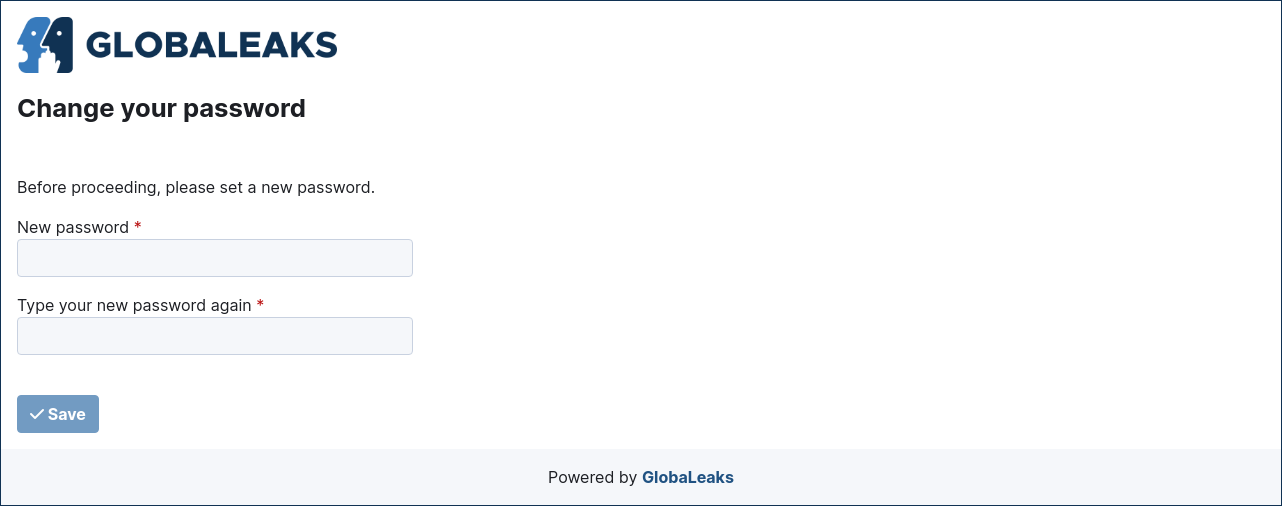 GLOBALEAKS
Change your password
Before proceeding, please set a new password.
New password *
Type your new password again *
Save
Powered by GlobaLeaks